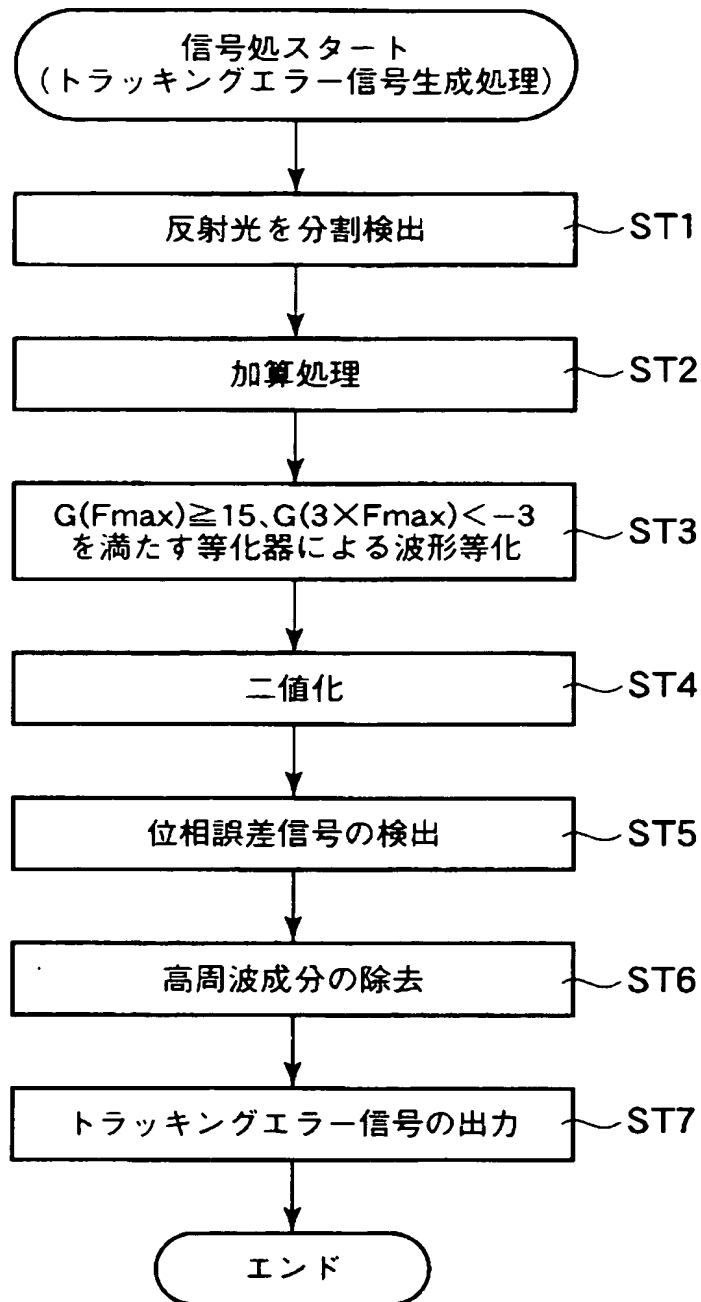 信号処スタート
(トラッキングエラー信号生成処理)
反射光を分割検出
ST1
加算処理
ST2
G(Fmax)≧15、G(3×Fmax)<−3
を満たす等化器による波形等化
ST3
二値化
ST4
位相誤差信号の検出
ST5
高周波成分の除去
ST6
トラッキングエラー信号の出力
ST7
エンド